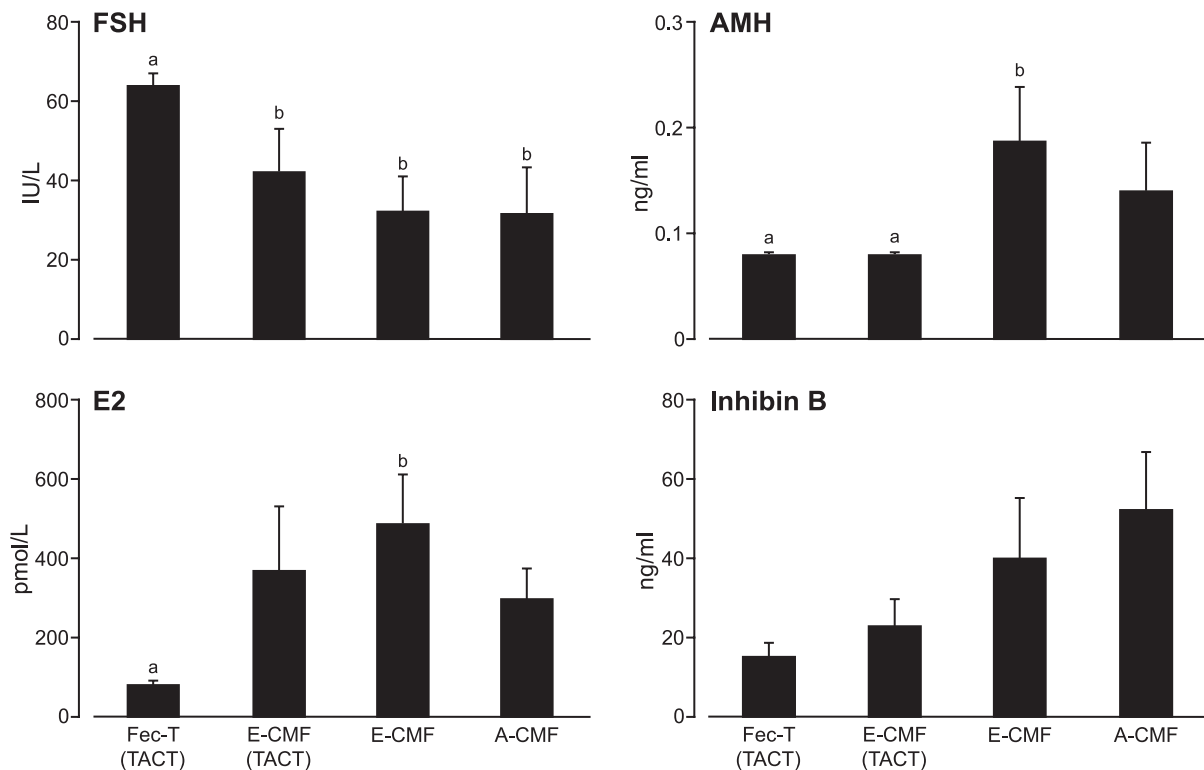 FSH
80
60
40
20
0
IU/L
a
b
b
b
AMH
0.3
0.2
0.1
0
ng/ml
a
a
b
E2
800
600
400
200
0
pmol/L
a
b
Fec-T
(TACT)
E-CMF
(TACT)
E-CMF
A-CMF
Inhibin B
80
60
40
20
0
ng/ml
Fec-T
(TACT)
E-CMF
(TACT)
E-CMF
A-CMF